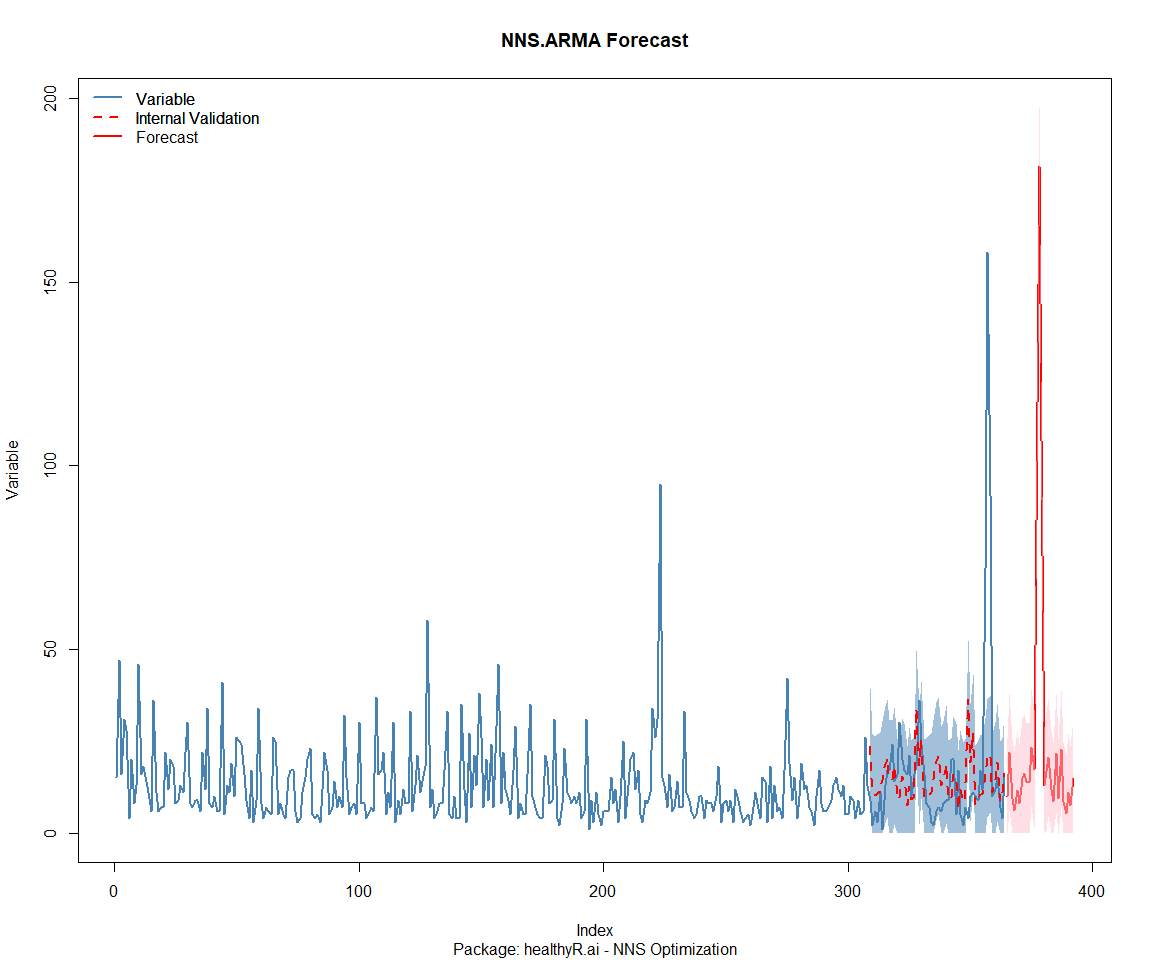 NNS.ARMA Forecast
Variable
Internal Validation
Forecast
Variable
200
150
100
50
0
0 100 200 300 400
Index
Package: healthyR.ai - NNS Optimization